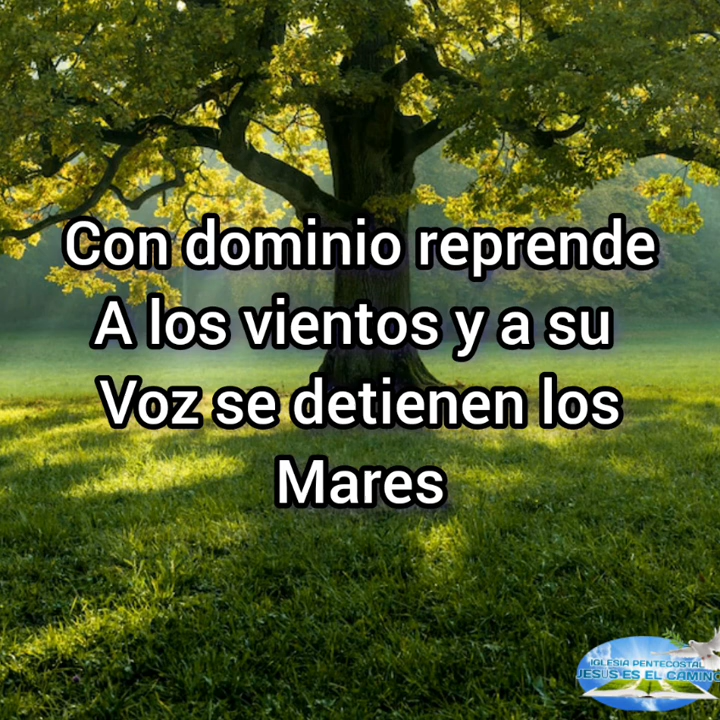 Con dominio reprende
A los vientos y a su
Voz se detienen los
Mares
IGLESIA PENTECOSTAL
JESUS ES EL CAMINO